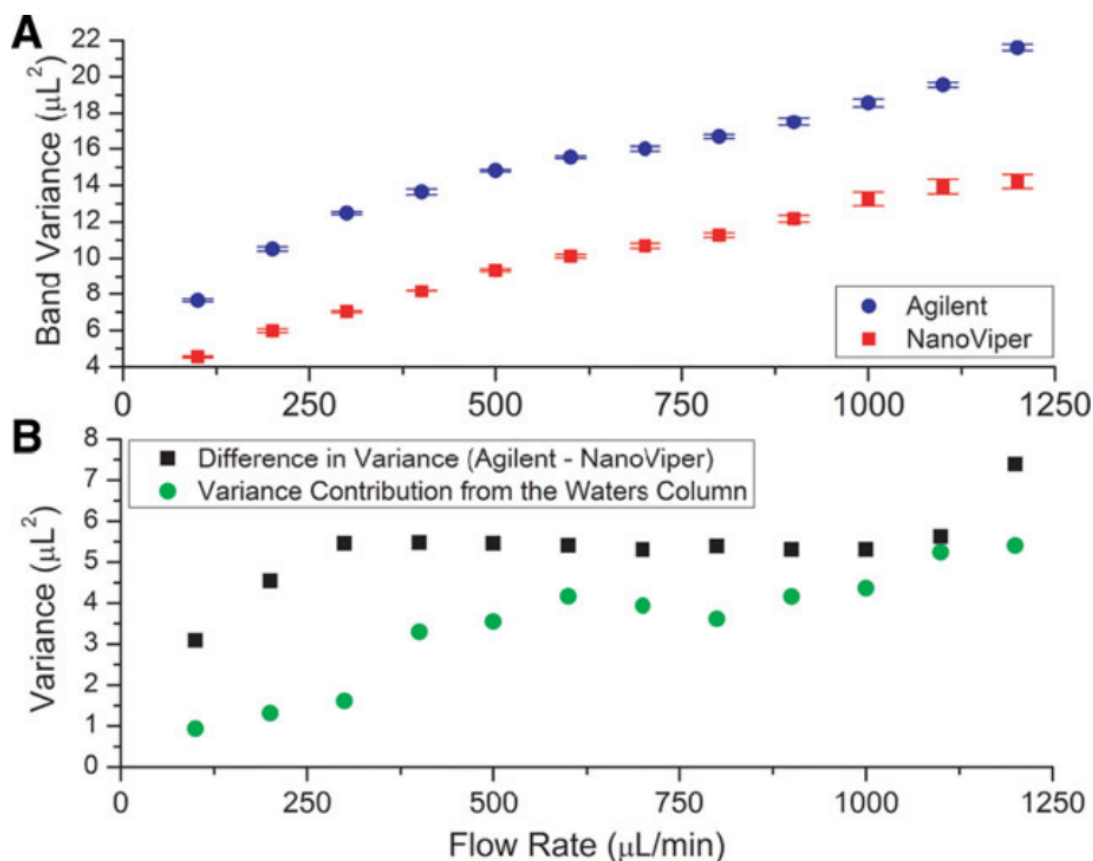 A
22
20
18
16
14
12
10
8
6
4
Band Variance (μL²)
Agilent
NanoViper
0 250 500 750 1000 1250
B
8
7
6
5
4
3
2
1
0
Variance (μL²)
Difference in Variance (Agilent - NanoViper)
Variance Contribution from the Waters Column
0 250 500 750 1000 1250
Flow Rate (μL/min)